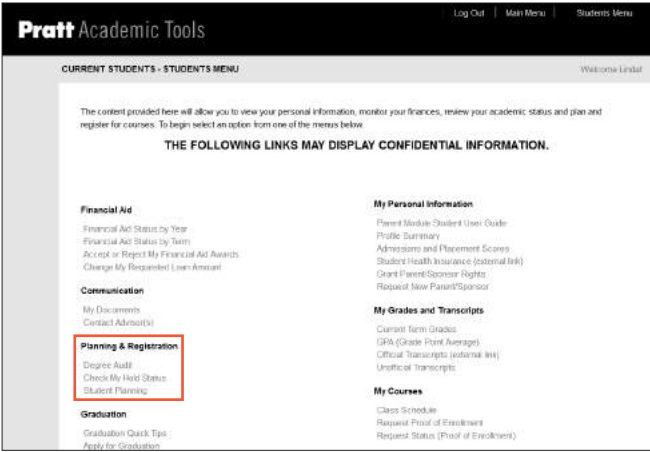 Log Out | Main Menu | Students Menu
Pratt Academic Tools
CURRENT STUDENTS - STUDENTS MENU
Welcome Linda!
The content provided here will allow you to view your personal information, monitor your finances, review your academic status and plan and
register for courses. To begin select an option from one of the menus below.
THE FOLLOWING LINKS MAY DISPLAY CONFIDENTIAL INFORMATION.
Financial Aid
Financial Aid Status by Year
Financial Aid Status by Term
Accept or Reject My Financial Aid Awards
Change My Requested Loan Amount
Communication
My Documents
Contact Advisor(s)
Planning & Registration
Degree Audit
Check My Hold Status
Student Planning
Graduation
Graduation Quick Tips
Apply for Graduation
My Personal Information
Parent Module Student User Guide
Profile Summary
Admissions and Placement Scores
Student Health Insurance (external link)
Grant Parent/Sponsor Rights
Request New Parent/Sponsor
My Grades and Transcripts
Current Term Grades
GPA (Grade Point Average)
Official Transcripts (external link)
Unofficial Transcripts
My Courses
Class Schedule
Request Proof of Enrollment
Request Status (Proof of Enrollment)